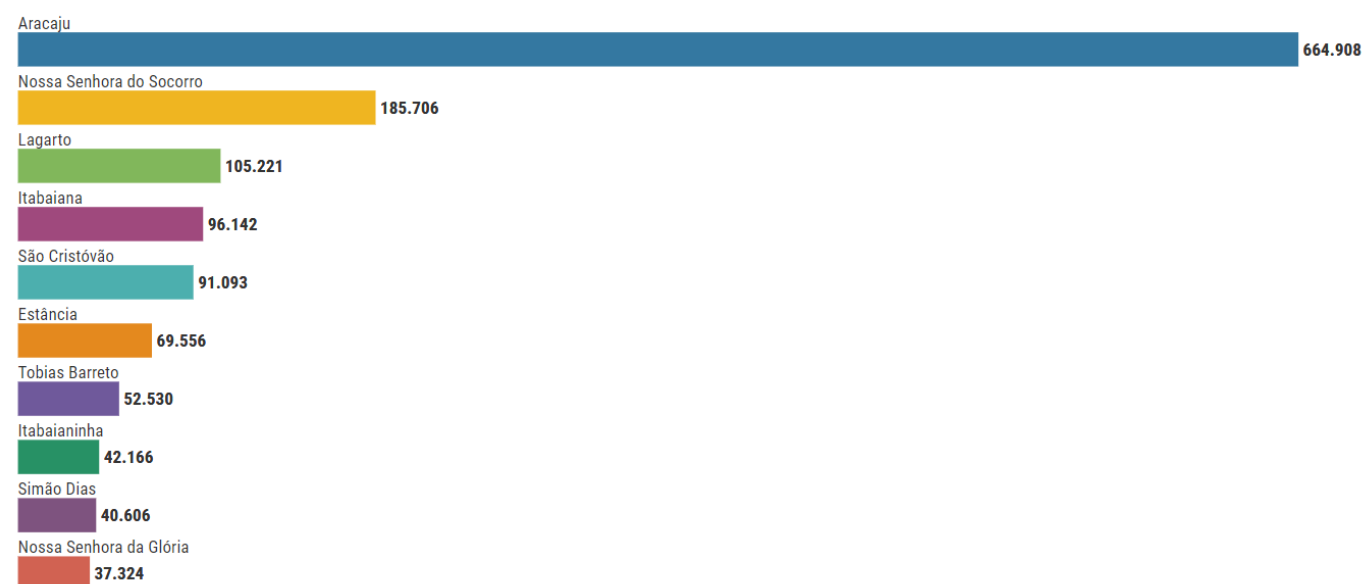 Aracaju
664.908
Nossa Senhora do Socorro
185.706
Lagarto
105.221
Itabaiana
96.142
São Cristóvão
91.093
Estância
69.556
Tobias Barreto
52.530
Itabaianinha
42.166
Simão Dias
40.606
Nossa Senhora da Glória
37.324